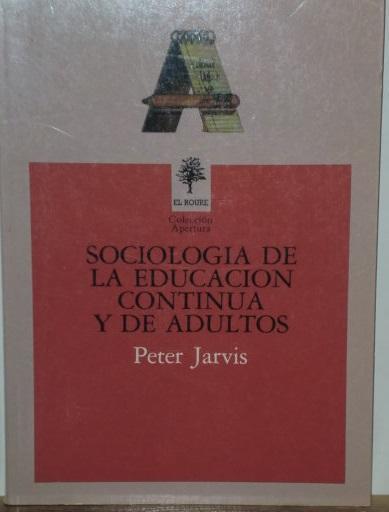 EL ROURE
Colección
Apertura
SOCIOLOGIA DE
LA EDUCACION
CONTINUA
Y DE ADULTOS
Peter Jarvis